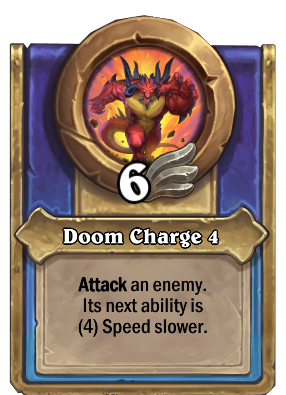 6
Doom Charge 4
Attack an enemy.
Its next ability is
(4) Speed slower.